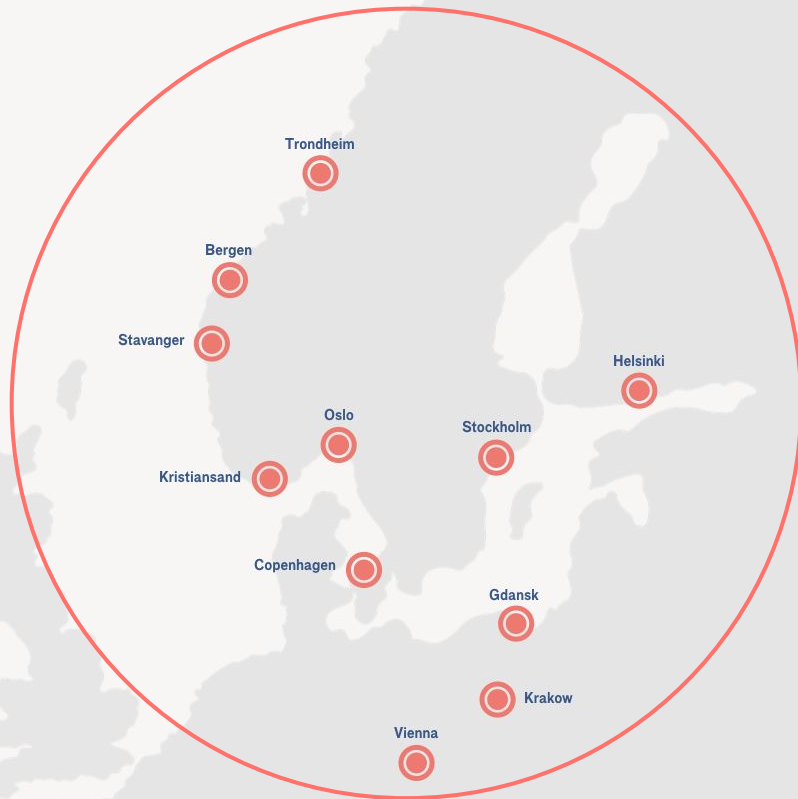 Trondheim
Bergen
Stavanger
Helsinki
Oslo
Stockholm
Kristiansand
Copenhagen
Gdansk
Krakow
Vienna